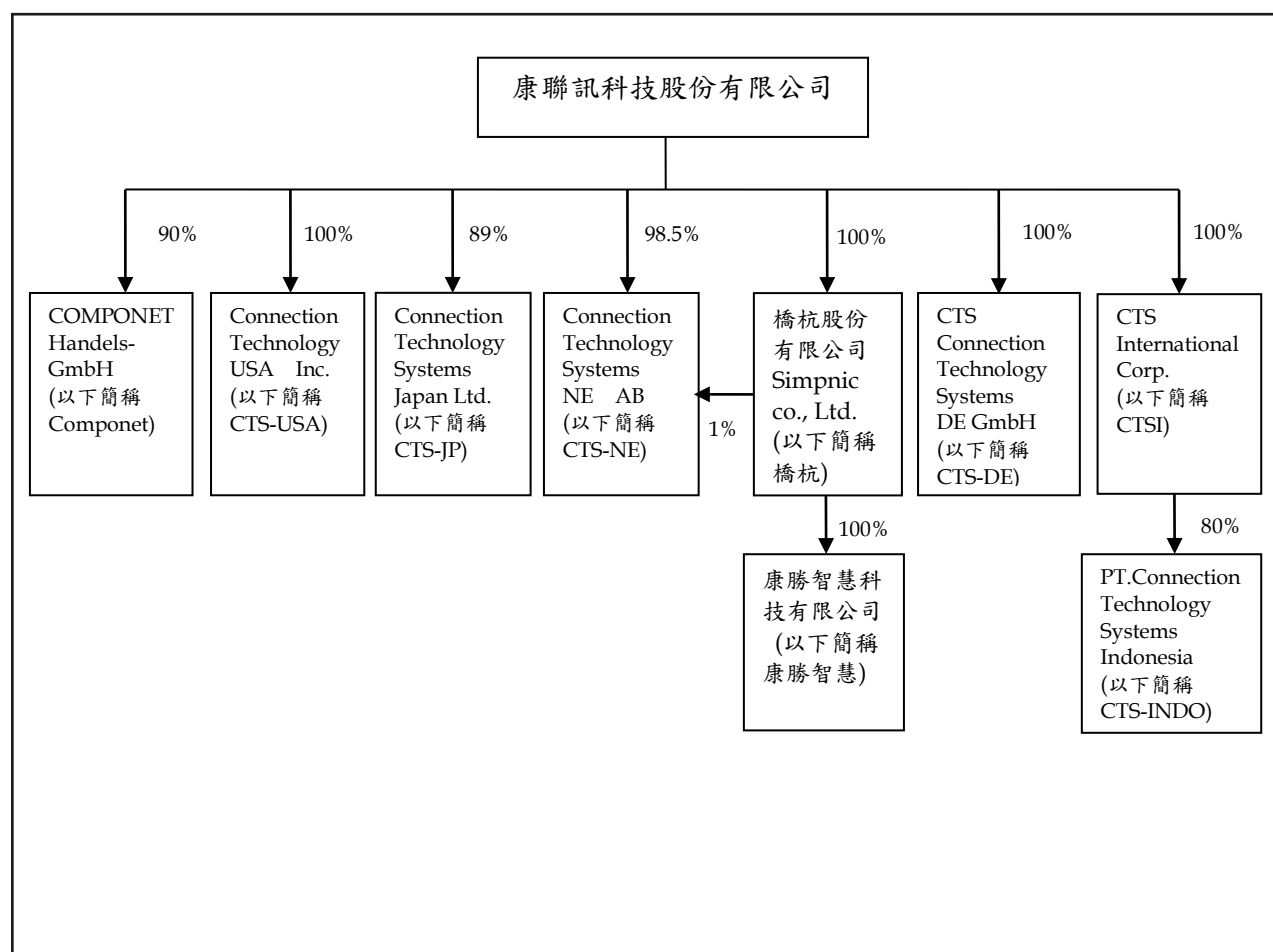 康聯訊科技股份有限公司
90%
100%
89%
98.5%
100%
100%
100%
COMPONET
Handels-
GmbH
(以下簡稱
Componet)
Connection
Technology
USA Inc.
(以下簡稱
CTS-USA)
Connection
Technology
Systems
Japan Ltd.
(以下簡稱
CTS-JP)
Connection
Technology
Systems
NE AB
(以下簡稱
CTS-NE)
1%
橋杭股份
有限公司
Simpnic
co., Ltd.
(以下簡稱
橋杭)
CTS
Connection
Technology
Systems
DE GmbH
(以下簡稱
CTS-DE)
CTS
International
Corp.
(以下簡稱
CTSI)
100%
80%
康勝智慧科
技有限公司
(以下簡稱
康勝智慧)
PT.Connection
Technology
Systems
Indonesia
(以下簡稱
CTS-INDO)